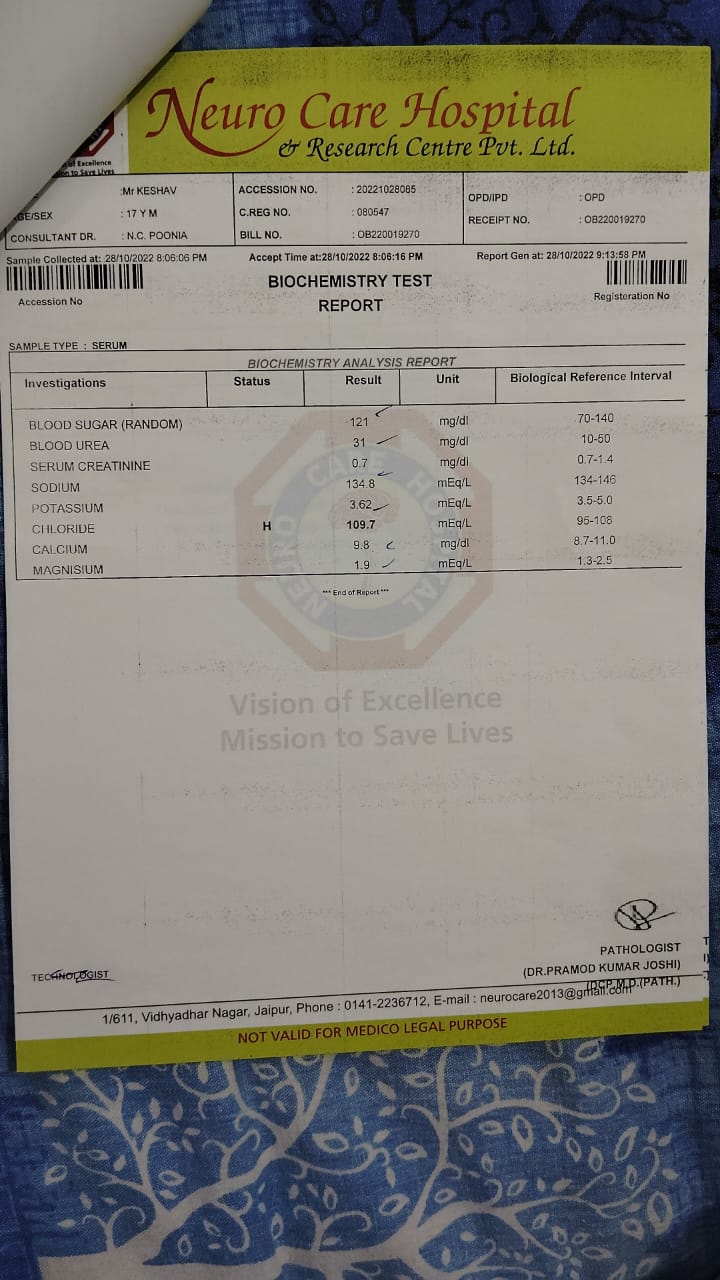 Neuro Care Hospital
& Research Centre Pvt. Ltd.
of Excellence
ion to Save Lives
:Mr KESHAV
GE/SEX : 17 Y M
CONSULTANT DR. : N.C. POONIA
ACCESSION NO. : 20221028085
C.REG NO. : 080547
BILL NO. : OB220019270
OPD/IPD : OPD
RECEIPT NO. : OB220019270
Sample Collected at: 28/10/2022 8:06:06 PM Accept Time at:28/10/2022 8:06:16 PM Report Gen at: 28/10/2022 9:13:58 PM
Accession No
BIOCHEMISTRY TEST
REPORT
Registeration No
SAMPLE TYPE : SERUM
BIOCHEMISTRY ANALYSIS REPORT
Investigations Status Result Unit Biological Reference Interval
BLOOD SUGAR (RANDOM) 121 mg/dl 70-140
BLOOD UREA 31 mg/dl 10-50
SERUM CREATININE 0.7 mg/dl 0.7-1.4
SODIUM 134.8 mEq/L 134-146
POTASSIUM 3.62 mEq/L 3.5-5.0
CHLORIDE H 109.7 mEq/L 95-108
CALCIUM 9.8 mg/dl 8.7-11.0
MAGNISIUM 1.9 mEq/L 1.3-2.5
*** End of Report ***
NEURO CARE HOSPITAL
Vision of Excellence
Mission to Save Lives
TECHNOLOGIST
PATHOLOGIST
(DR.PRAMOD KUMAR JOSHI)
(DCP,M.D.(PATH.)
1/611, Vidhyadhar Nagar, Jaipur, Phone : 0141-2236712, E-mail : neurocare2013@gmail.com
NOT VALID FOR MEDICO LEGAL PURPOSE